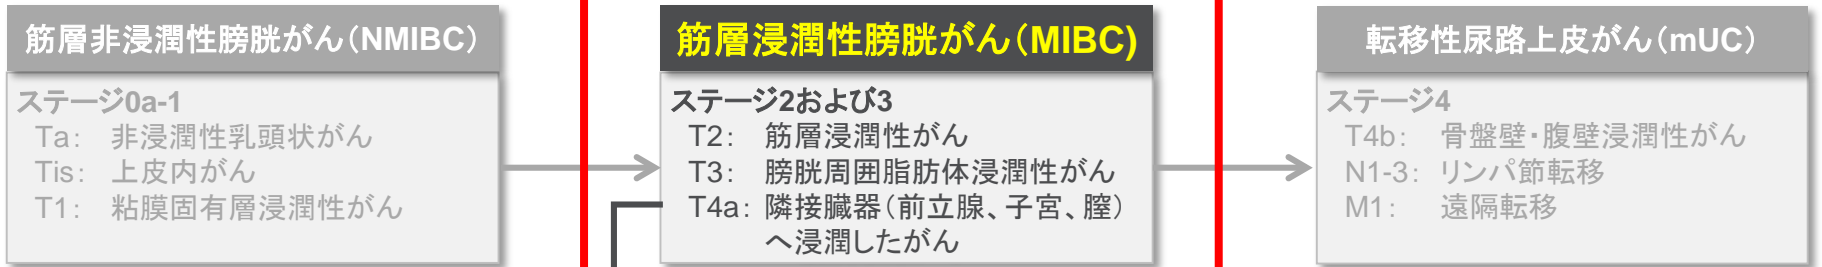 筋層非浸潤性膀胱がん（NMIBC）
ステージ0a-1
Ta： 非浸潤性乳頭状がん
Tis： 上皮内がん
T1： 粘膜固有層浸潤性がん
筋層浸潤性膀胱がん（MIBC)
ステージ2および3
T2： 筋層浸潤性がん
T3： 膀胱周囲脂肪体浸潤性がん
T4a： 隣接臓器（前立腺、子宮、膣）
へ浸潤したがん
転移性尿路上皮がん（mUC）
ステージ4
T4b： 骨盤壁・腹壁浸潤性がん
N1-3： リンパ節転移
M1： 遠隔転移